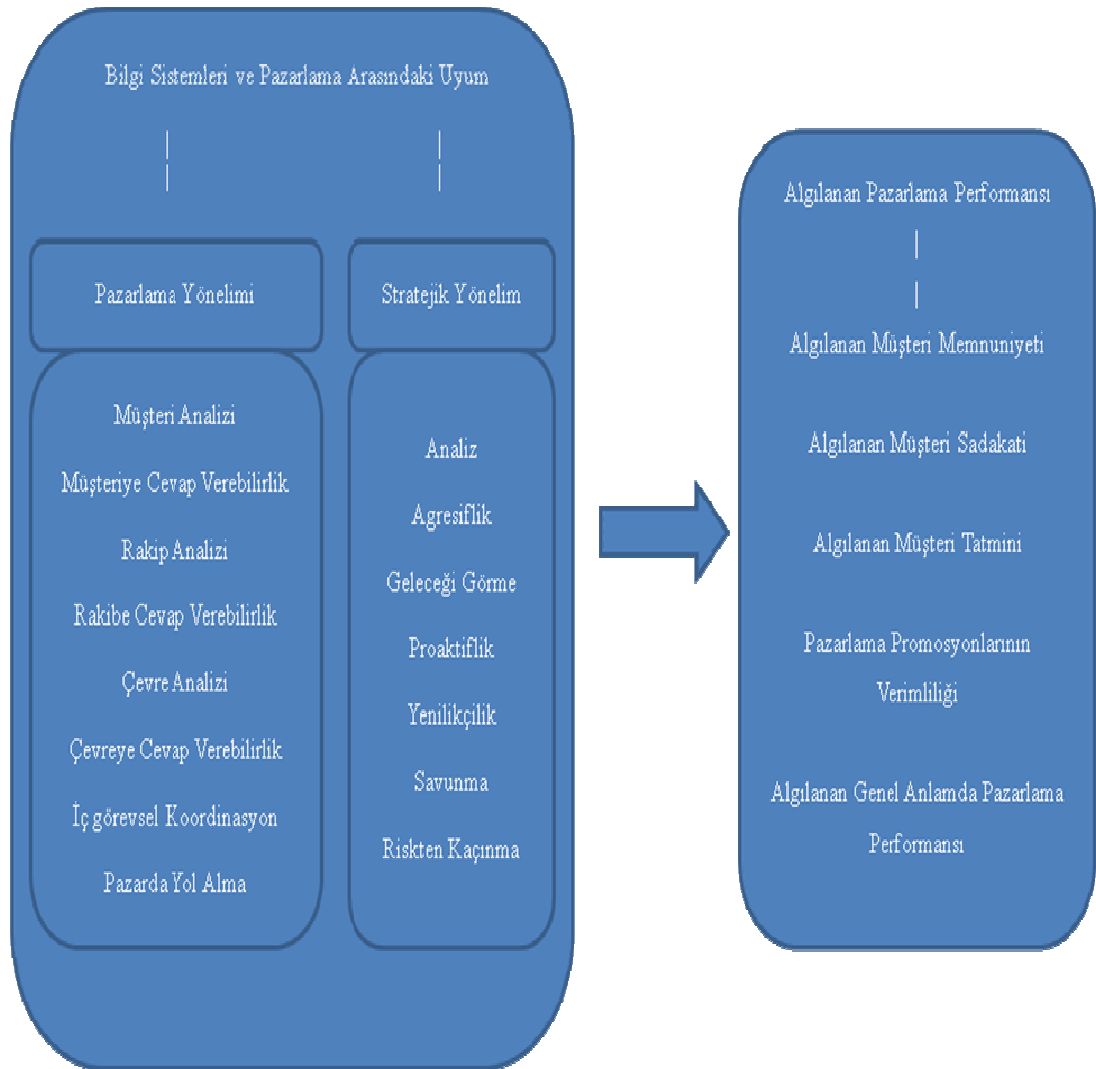 Bilgi Sistemleri ve Pazarlama Arasındaki Uyum
Pazarlama Yönelimi
Müşteri Analizi
Müşteriye Cevap Verebilirlik
Rakip Analizi
Rakibe Cevap Verebilirlik
Çevre Analizi
Çevreye Cevap Verebilirlik
İç görevsel Koordinasyon
Pazarda Yol Alma
Stratejik Yönelim
Analiz
Agresiflik
Geleceği Görme
Proaktiflik
Yenilikçilik
Savunma
Riskten Kaçınma
Algılanan Pazarlama Performansı
Algılanan Müşteri Memnuniyeti
Algılanan Müşteri Sadakati
Algılanan Müşteri Tatmini
Pazarlama Promosyonlarının
Verimliliği
Algılanan Genel Anlamda Pazarlama
Performansı